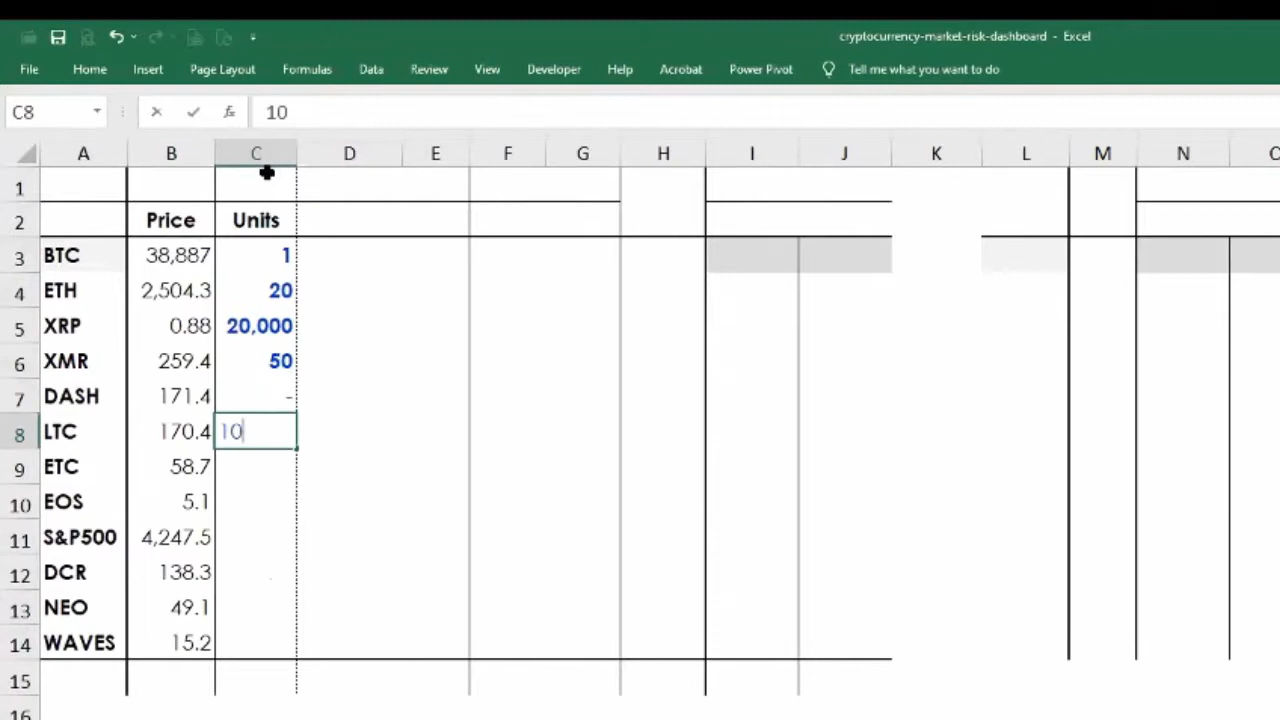 cryptocurrency-market-risk-dashboard - Excel
File Home Insert Page Layout Formulas Data Review View Developer Help Acrobat Power Pivot Tell me what you want to do
C8 fx 10
A B C D E F G H I J K L M N O
1
2 Price Units
3 BTC 38,887 1
4 ETH 2,504.3 20
5 XRP 0.88 20,000
6 XMR 259.4 50
7 DASH 171.4 -
8 LTC 170.4 10
9 ETC 58.7
10 EOS 5.1
11 S&P500 4,247.5
12 DCR 138.3
13 NEO 49.1
14 WAVES 15.2
15
16